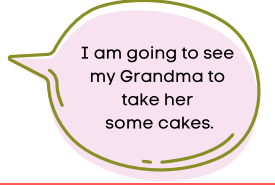 I am going to see
my Grandma to
take her
some cakes.